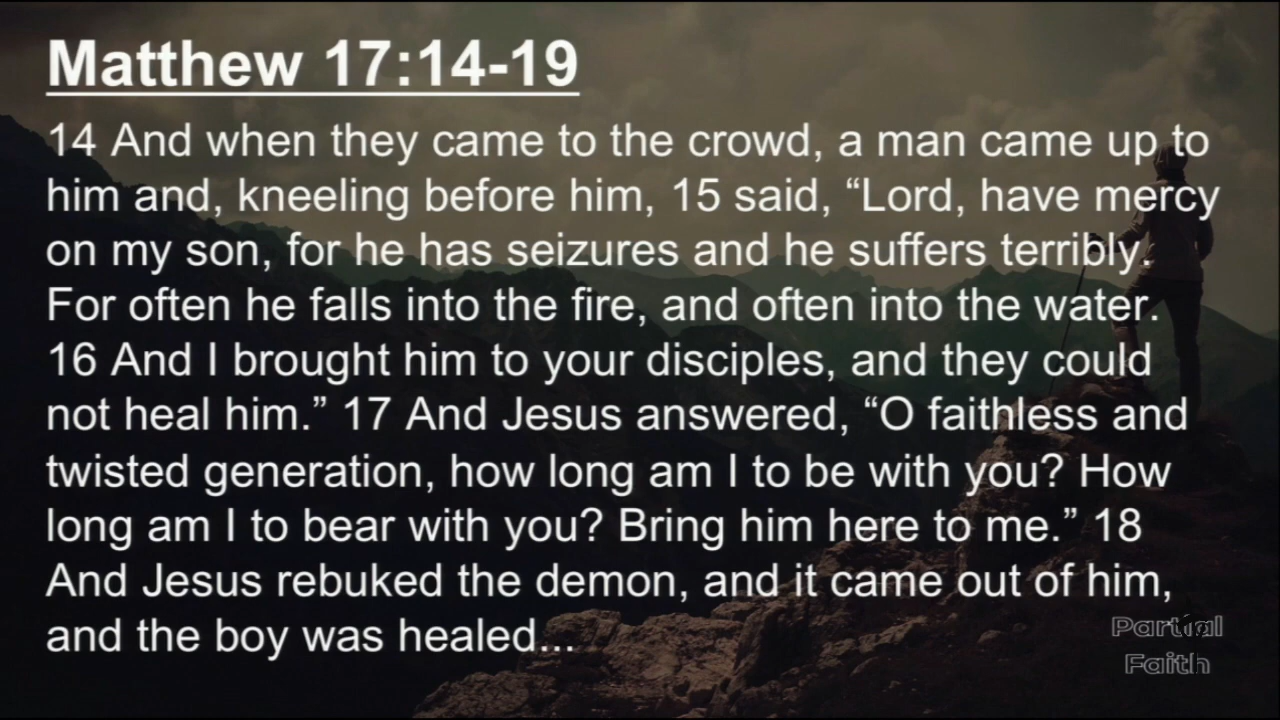 Matthew 17:14-19
14 And when they came to the crowd, a man came up to
him and, kneeling before him, 15 said, “Lord, have mercy
on my son, for he has seizures and he suffers terribly.
For often he falls into the fire, and often into the water.
16 And I brought him to your disciples, and they could
not heal him.” 17 And Jesus answered, “O faithless and
twisted generation, how long am I to be with you? How
long am I to bear with you? Bring him here to me.” 18
And Jesus rebuked the demon, and it came out of him,
and the boy was healed...
Partial
Faith